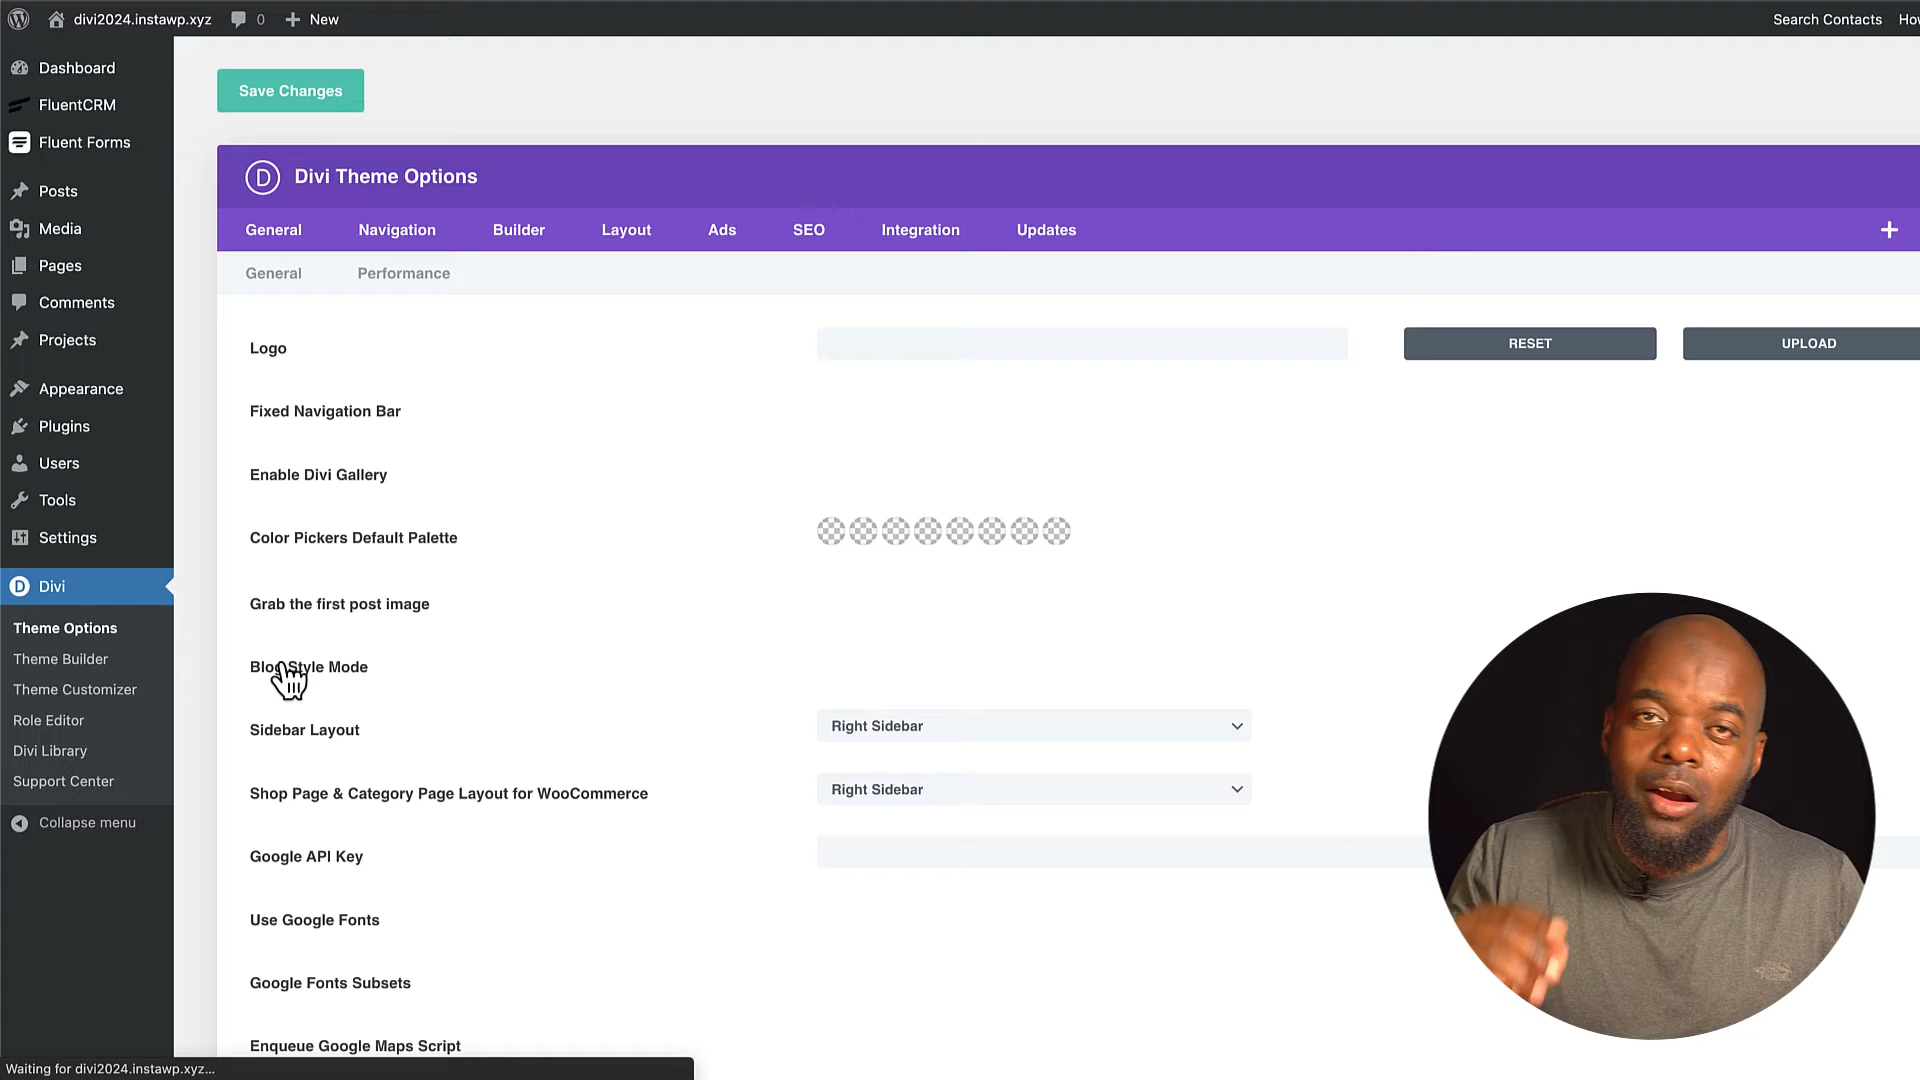 divi2024.instawp.xyz
0
New
Search Contacts
Dashboard
FluentCRM
Fluent Forms
Posts
Media
Pages
Comments
Projects
Appearance
Plugins
Users
Tools
Settings
Divi
Theme Options
Theme Builder
Theme Customizer
Role Editor
Divi Library
Support Center
Collapse menu
Save Changes
D Divi Theme Options
General Navigation Builder Layout Ads SEO Integration Updates
General Performance
Logo
RESET UPLOAD
Fixed Navigation Bar
Enable Divi Gallery
Color Pickers Default Palette
Grab the first post image
Blog Style Mode
Sidebar Layout
Right Sidebar
Shop Page & Category Page Layout for WooCommerce
Right Sidebar
Google API Key
Use Google Fonts
Google Fonts Subsets
Enqueue Google Maps Script
Waiting for divi2024.instawp.xyz...